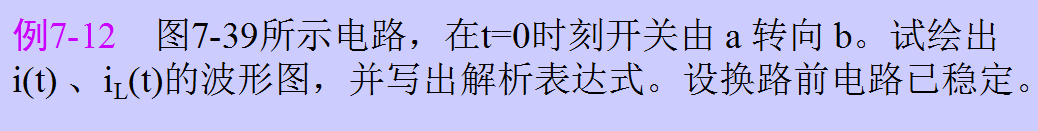 例7-12 图7-39所示电路，在t=0时刻开关由 a 转向 b。试绘出
i(t) 、iL(t)的波形图，并写出解析表达式。设换路前电路已稳定。